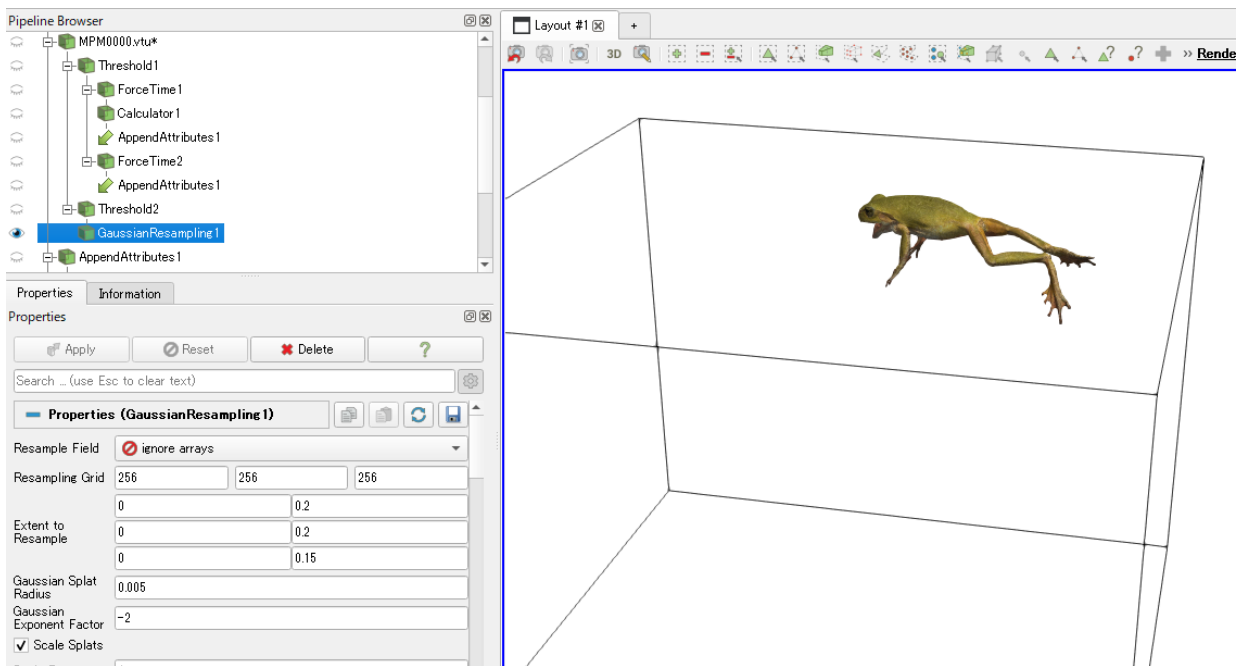 Pipeline Browser
MPM0000.vtu*
Threshold1
ForceTime1
Calculator1
AppendAttributes1
ForceTime2
AppendAttributes1
Threshold2
GaussianResampling1
AppendAttributes1
Properties Information
Properties
Apply Reset Delete ?
Search ... (use Esc to clear text)
Properties (GaussianResampling1)
Resample Field ignore arrays
Resampling Grid 256 256 256
0 0.2
Extent to
Resample
0 0.2
0 0.15
Gaussian Splat
Radius
0.005
Gaussian
Exponent Factor
-2
Scale Splats
Layout #1 +
3D ? ? » Rende